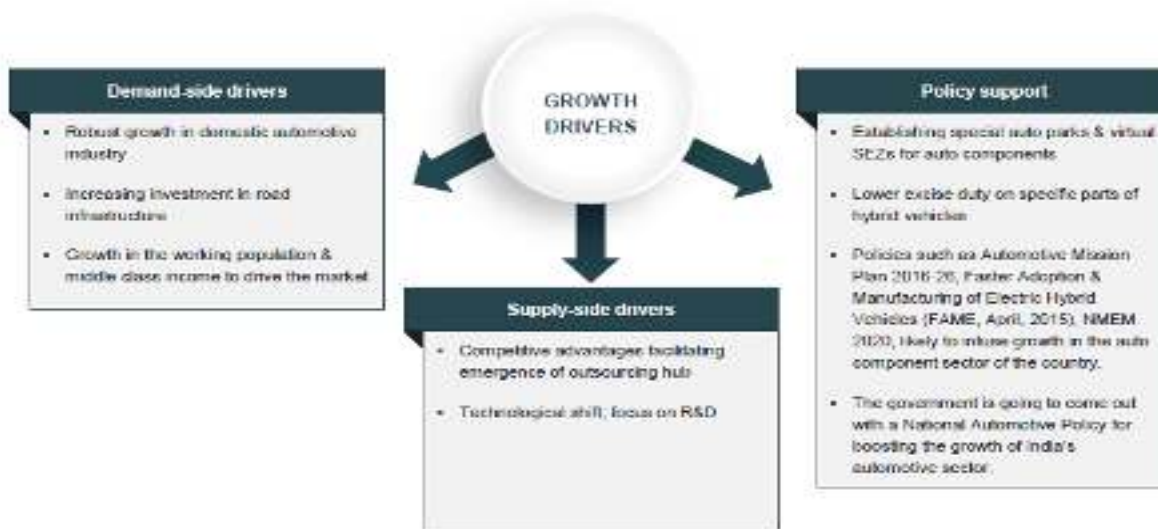 GROWTH
DRIVERS
Demand-side drivers
• Robust growth in domestic automotive
industry
• Increasing investment in road
infrastructure
• Growth in the working population &
middle class income to drive the market
Supply-side drivers
• Competitive advantages facilitating
emergence of outsourcing hub
• Technological shift; focus on R&D
Policy support
• Establishing special auto parks & virtual
SEZs for auto components
• Lower excise duty on specific parts of
hybrid vehicles
• Policies such as Automotive Mission
Plan 2016-26, Faster Adoption &
Manufacturing of Electric Hybrid
Vehicles (FAME, April, 2015), NMEM
2020, likely to infuse growth in the auto
component sector of the country.
• The government is going to come out
with a National Automotive Policy for
boosting the growth of India's
automotive sector.